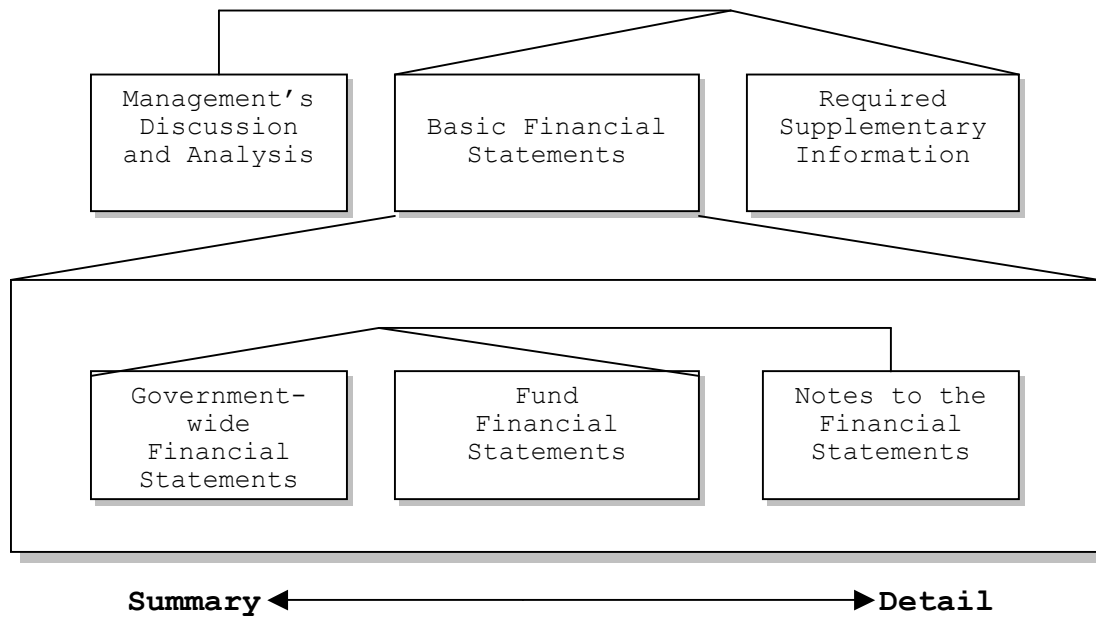 Management’s
Discussion
and Analysis
Basic Financial
Statements
Required
Supplementary
Information
Government-
wide
Financial
Statements
Fund
Financial
Statements
Notes to the
Financial
Statements
Summary
Detail